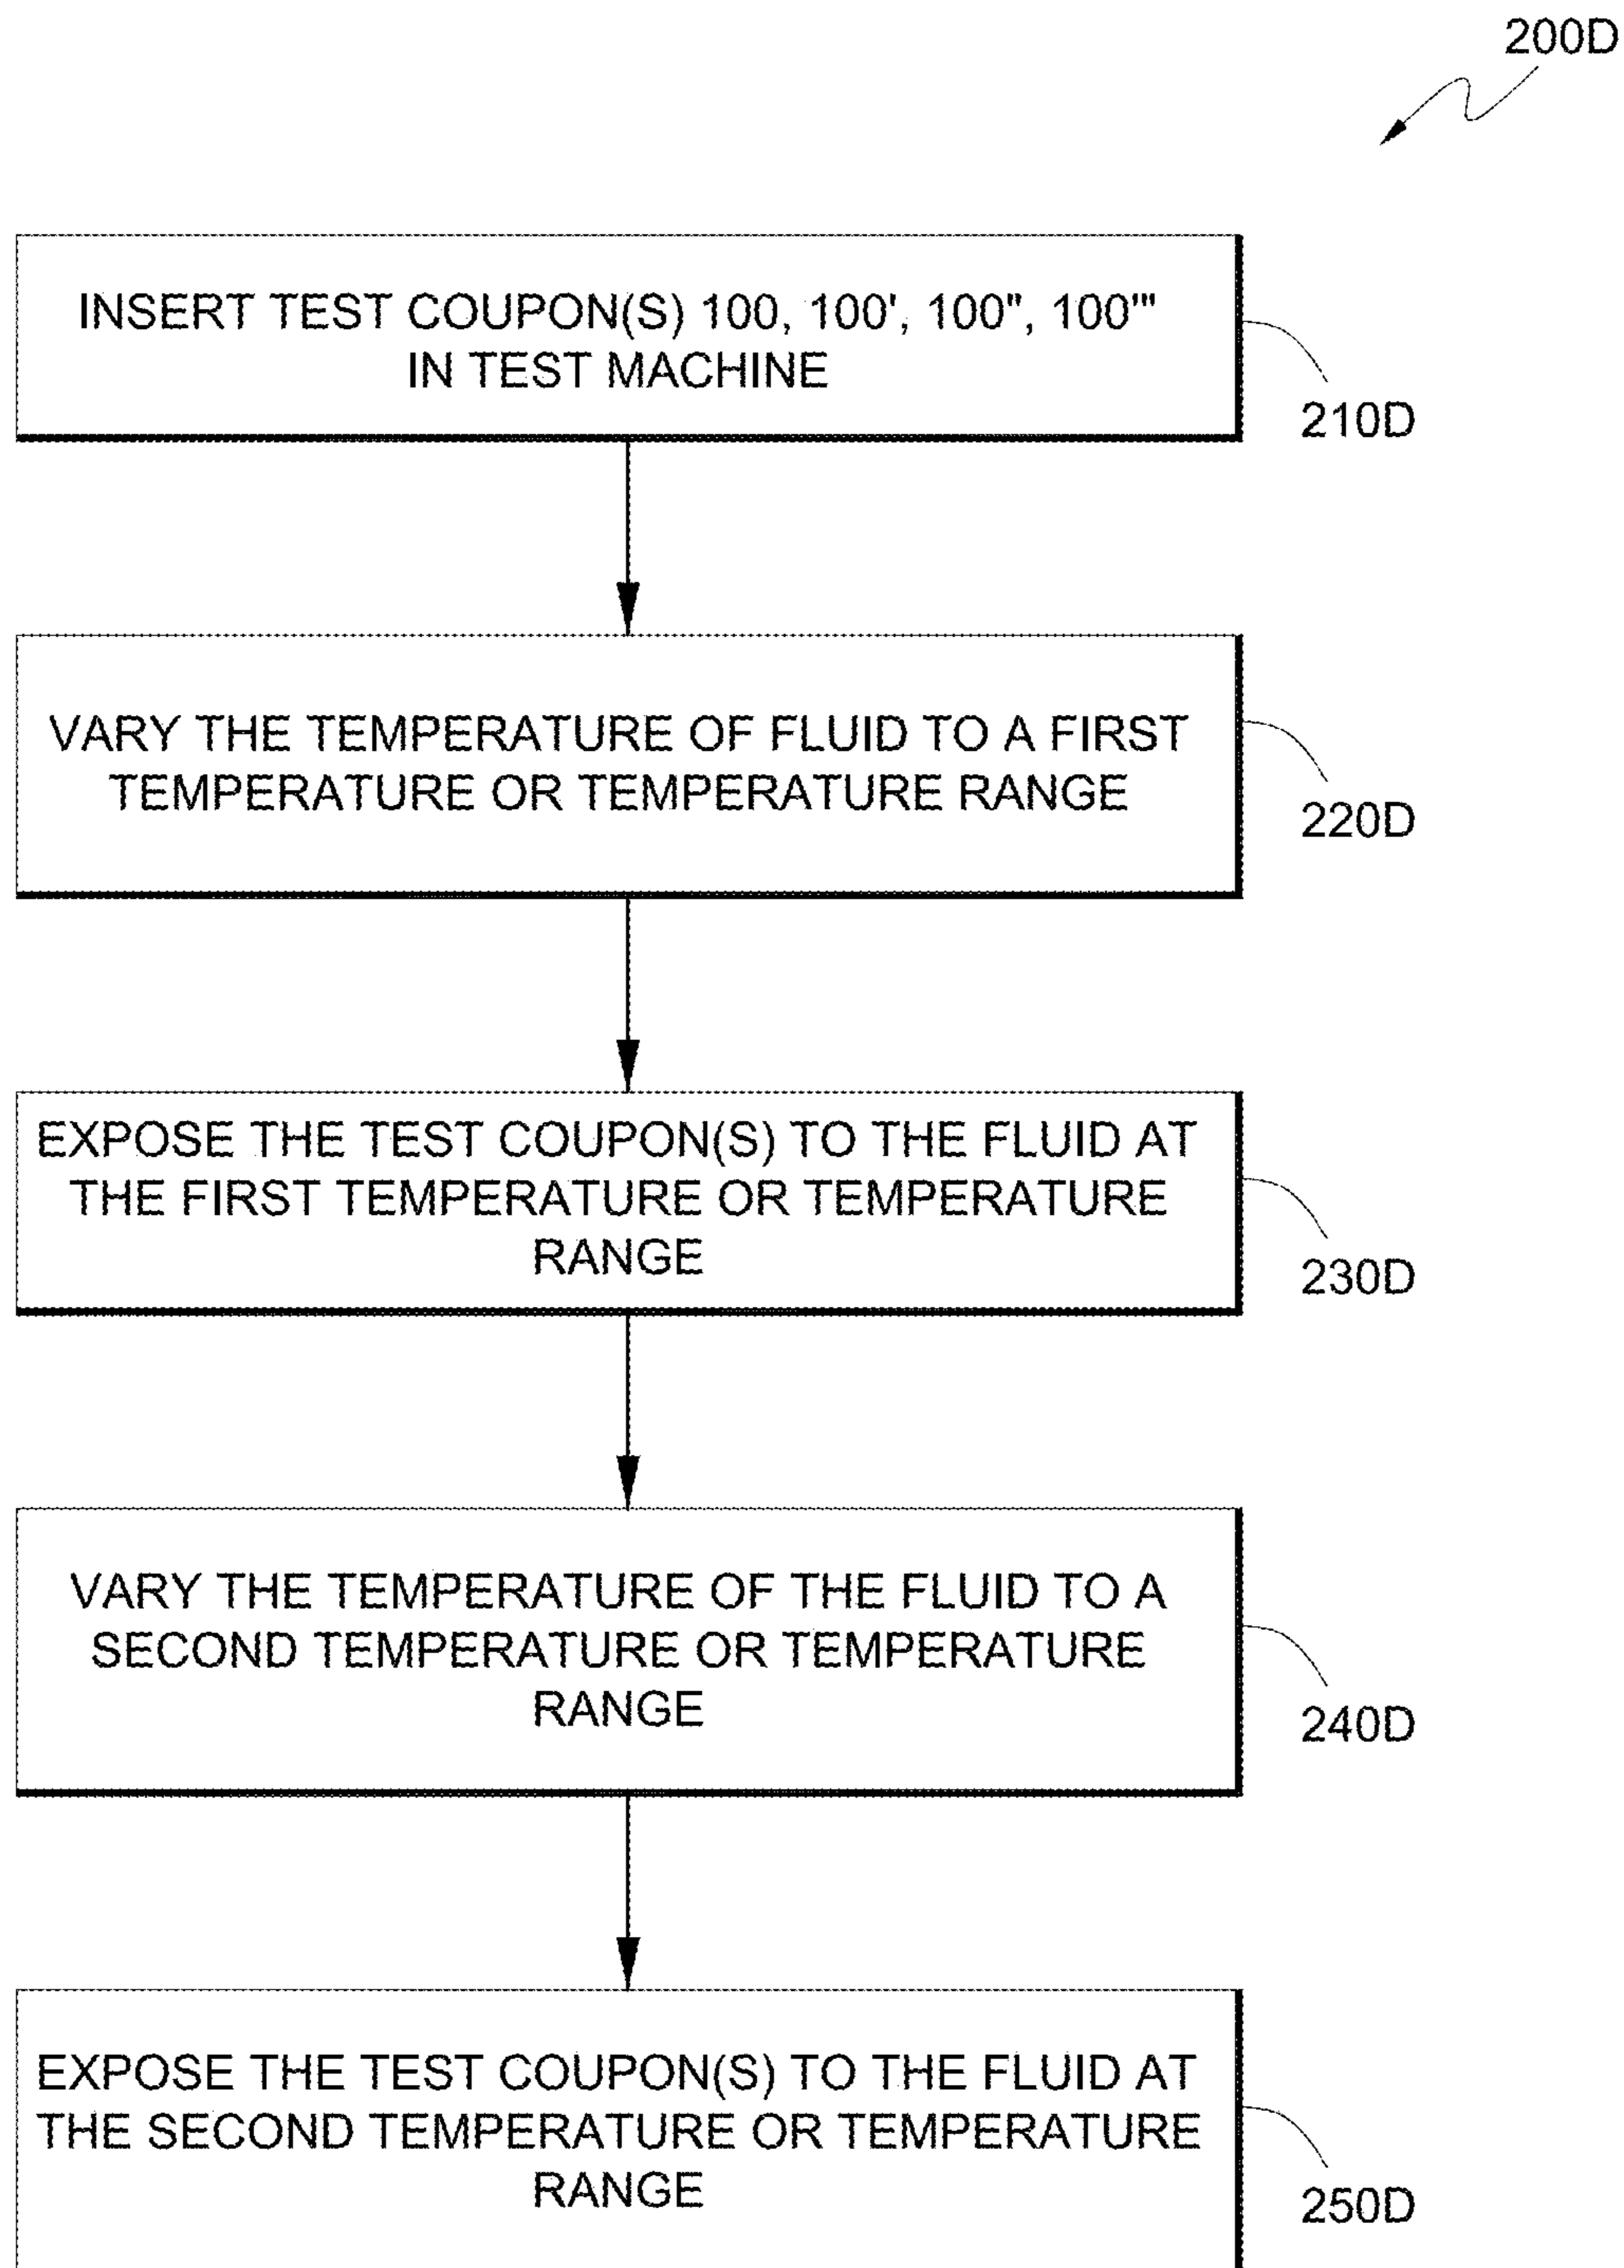 200D
INSERT TEST COUPON(S) 100, 100', 100", 100'"
IN TEST MACHINE
210D
VARY THE TEMPERATURE OF FLUID TO A FIRST
TEMPERATURE OR TEMPERATURE RANGE
220D
EXPOSE THE TEST COUPON(S) TO THE FLUID AT
THE FIRST TEMPERATURE OR TEMPERATURE
RANGE
230D
VARY THE TEMPERATURE OF THE FLUID TO A
SECOND TEMPERATURE OR TEMPERATURE
RANGE
240D
EXPOSE THE TEST COUPON(S) TO THE FLUID AT
THE SECOND TEMPERATURE OR TEMPERATURE
RANGE
250D